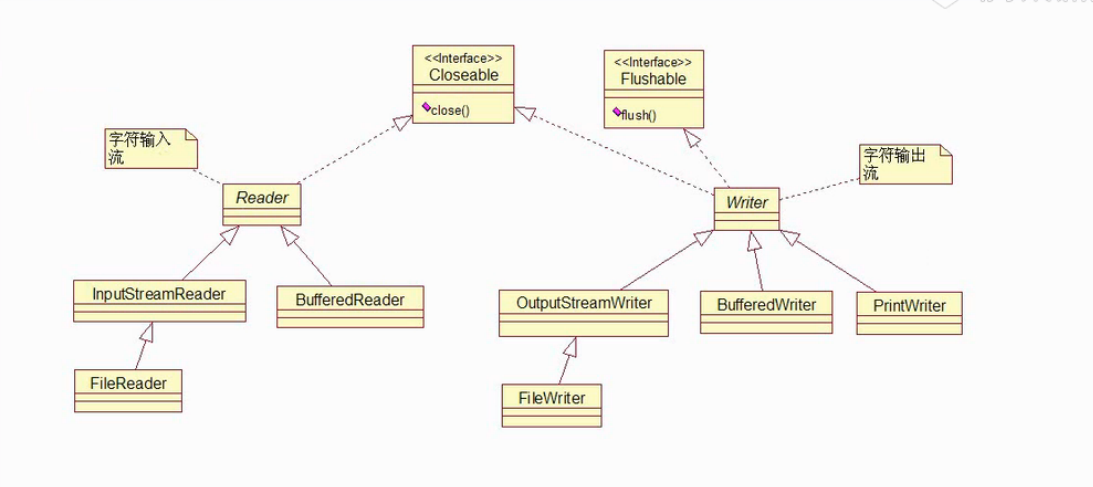 <<Interface>>
Closeable
close()
<<Interface>>
Flushable
flush()
字符输入
流
字符输出
流
Reader
Writer
InputStreamReader
BufferedReader
OutputStreamWriter
BufferedWriter
PrintWriter
FileReader
FileWriter